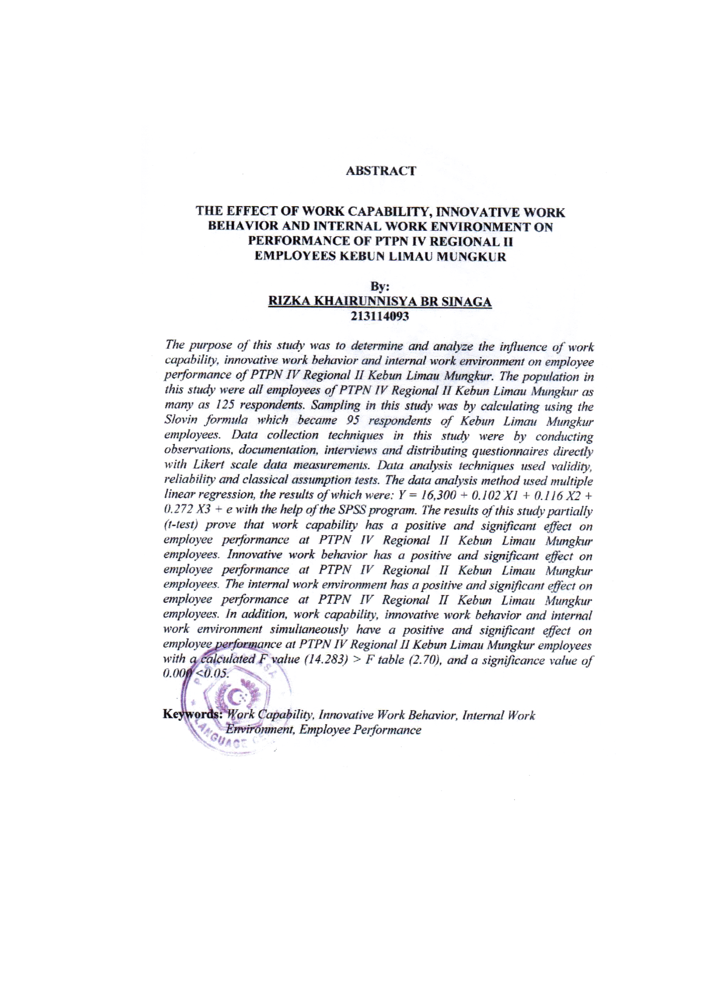 ABSTRACT
THE EFFECT OF WORK CAPABILITY, INNOVATIVE WORK
BEHAVIOR AND INTERNAL WORK ENVIRONMENT ON
PERFORMANCE OF PTPN IV REGIONAL II
EMPLOYEES KEBUN LIMAU MUNGKUR
By:
RIZKA KHAIRUNNISYA BR SINAGA
213114093
The purpose of this study was to determine and analyze the influence of work
capability, innovative work behavior and internal work environment on employee
performance of PTPN IV Regional II Kebun Limau Mungkur. The population in
this study were all employees of PTPN IV Regional II Kebun Limau Mungkur as
many as 125 respondents. Sampling in this study was by calculating using the
Slovin formula which became 95 respondents of Kebun Limau Mungkur
employees. Data collection techniques in this study were by conducting
observations, documentation, interviews and distributing questionnaires directly
with Likert scale data measurements. Data analysis techniques used validity,
reliability and classical assumption tests. The data analysis method used multiple
linear regression, the results of which were: Y = 16,300 + 0.102 X1 + 0.116 X2 +
0.272 X3 + e with the help of the SPSS program. The results of this study partially
(t-test) prove that work capability has a positive and significant effect on
employee performance at PTPN IV Regional II Kebun Limau Mungkur
employees. Innovative work behavior has a positive and significant effect on
employee performance at PTPN IV Regional II Kebun Limau Mungkur
employees. The internal work environment has a positive and significant effect on
employee performance at PTPN IV Regional II Kebun Limau Mungkur
employees. In addition, work capability, innovative work behavior and internal
work environment simultaneously have a positive and significant effect on
employee performance at PTPN IV Regional II Kebun Limau Mungkur employees
with a calculated F value (14.283) > F table (2.70), and a significance value of
0.000 <0.05.
Keywords: Work Capability, Innovative Work Behavior, Internal Work
Environment, Employee Performance
LANGUAGE